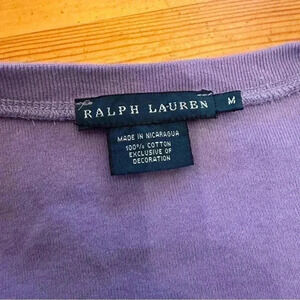 RALPH LAUREN M
MADE IN NICARAGUA
100% COTTON
EXCLUSIVE OF
DECORATION